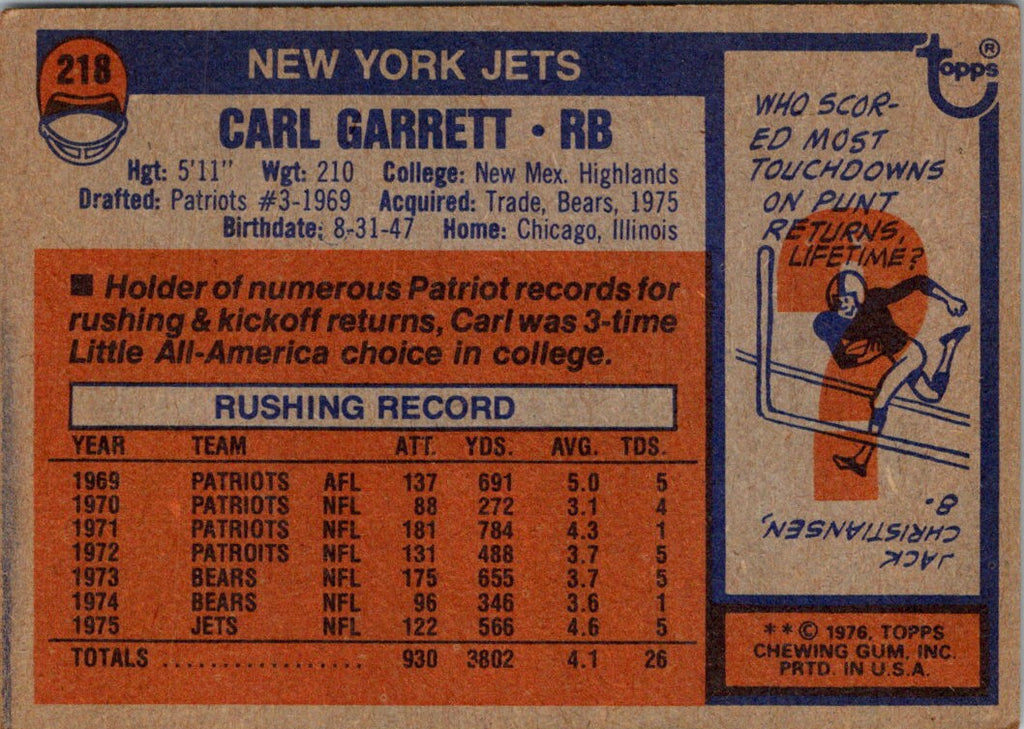 218
NEW YORK JETS
CARL GARRETT • RB
Hgt: 5'11" Wgt: 210 College: New Mex. Highlands
Drafted: Patriots #3-1969 Acquired: Trade, Bears, 1975
Birthdate: 8-31-47 Home: Chicago, Illinois
■ Holder of numerous Patriot records for
rushing & kickoff returns, Carl was 3-time
Little All-America choice in college.
RUSHING RECORD
YEAR TEAM ATT. YDS. AVG. TDS.
1969 PATRIOTS AFL 137 691 5.0 5
1970 PATRIOTS NFL 88 272 3.1 4
1971 PATRIOTS NFL 181 784 4.3 1
1972 PATROITS NFL 131 488 3.7 5
1973 BEARS NFL 175 655 3.7 5
1974 BEARS NFL 96 346 3.6 1
1975 JETS NFL 122 566 4.6 5
TOTALS .................... 930 3802 4.1 26
topps ®
WHO SCOR-
ED MOST
TOUCHDOWNS
ON PUNT
RETURNS,
LIFETIME?
JACK
CHRISTIANSEN,
8.
** © 1976, TOPPS
CHEWING GUM, INC.
PRTD. IN U.S.A.